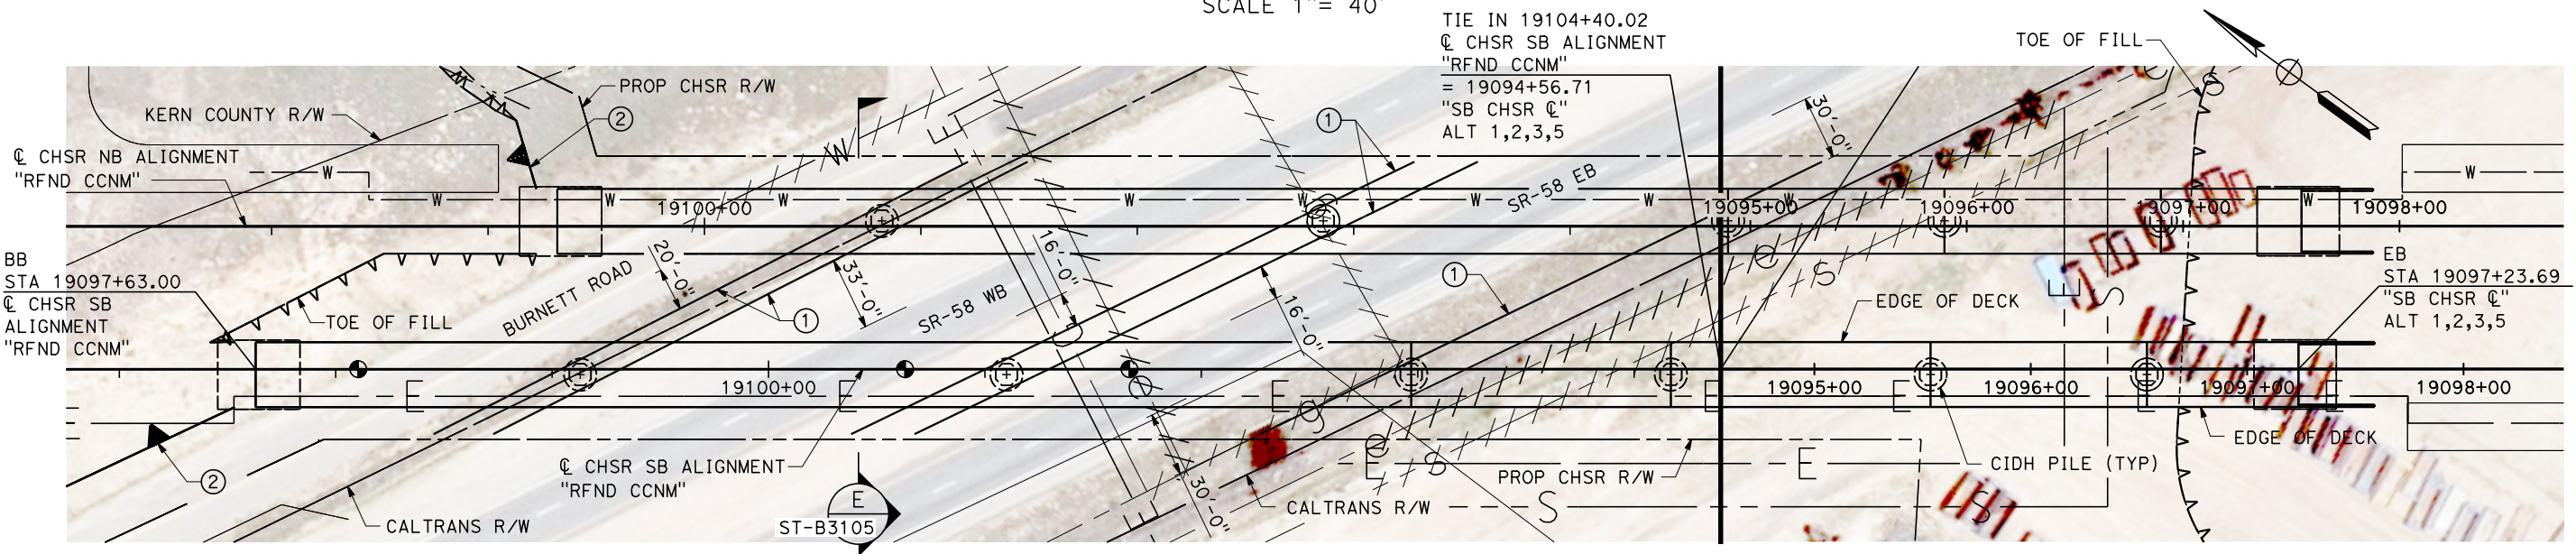 SCALE 1"= 40'
TIE IN 19104+40.02
℄ CHSR SB ALIGNMENT
"RFND CCNM"
= 19094+56.71
"SB CHSR ℄"
ALT 1,2,3,5
TOE OF FILL
PROP CHSR R/W
KERN COUNTY R/W
2
℄ CHSR NB ALIGNMENT
"RFND CCNM"
1
30'-0"
SR-58 EB
W
W
W
W
W
W
W
W
W
W
W
W
19100+00
19095+00
19096+00
19097+00
19098+00
BB
STA 19097+63.00
℄ CHSR SB
ALIGNMENT
"RFND CCNM"
TOE OF FILL
BURNETT ROAD
20'-0"
33'-0"
1
SR-58 WB
16'-0"
16'-0"
1
EDGE OF DECK
EB
STA 19097+23.69
"SB CHSR ℄"
ALT 1,2,3,5
19100+00
19095+00
19096+00
19097+00
19098+00
E
E
E
E
E
E
E
EDGE OF DECK
2
℄ CHSR SB ALIGNMENT
"RFND CCNM"
CALTRANS R/W
E
ST-B3105
30'-0"
CALTRANS R/W
PROP CHSR R/W
CIDH PILE (TYP)
E
E
S
S